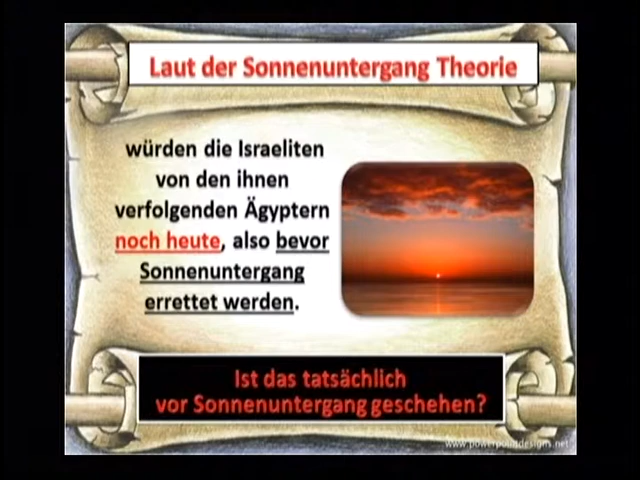 Laut der Sonnenuntergang Theorie
würden die Israeliten
von den ihnen
verfolgenden Ägyptern
noch heute, also bevor
Sonnenuntergang
errettet werden.
Ist das tatsächlich
vor Sonnenuntergang geschehen?
www.powerpointdesigns.net